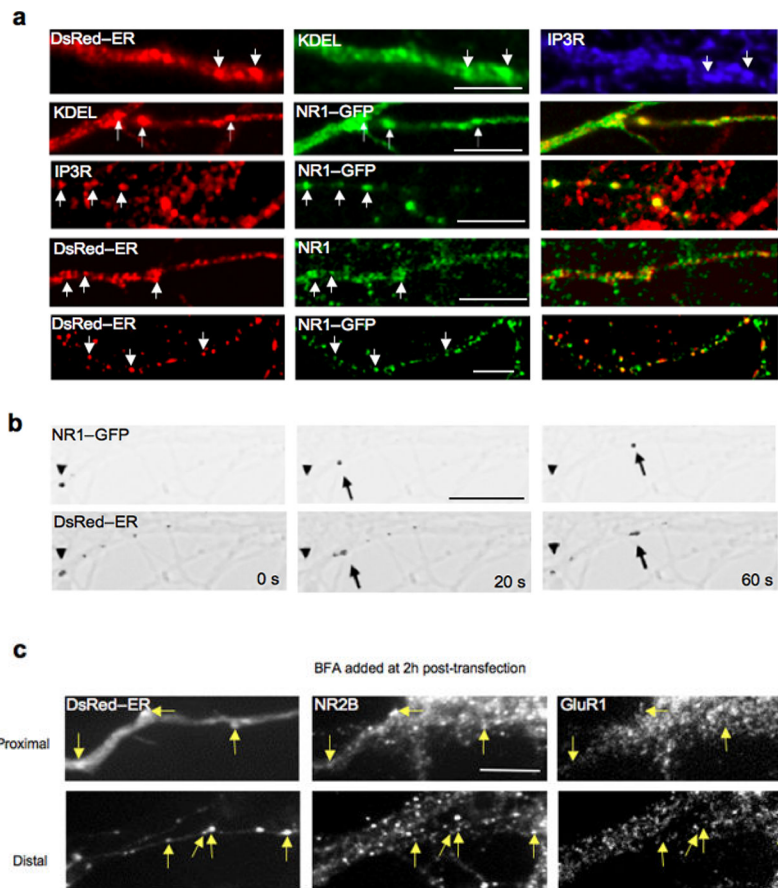 a
DsRed–ER KDEL IP3R
KDEL NR1–GFP
IP3R NR1–GFP
DsRed–ER NR1
DsRed–ER NR1–GFP
b
NR1–GFP
DsRed–ER
0 s 20 s 60 s
c
BFA added at 2h post-transfection
DsRed–ER NR2B GluR1
Proximal
Distal